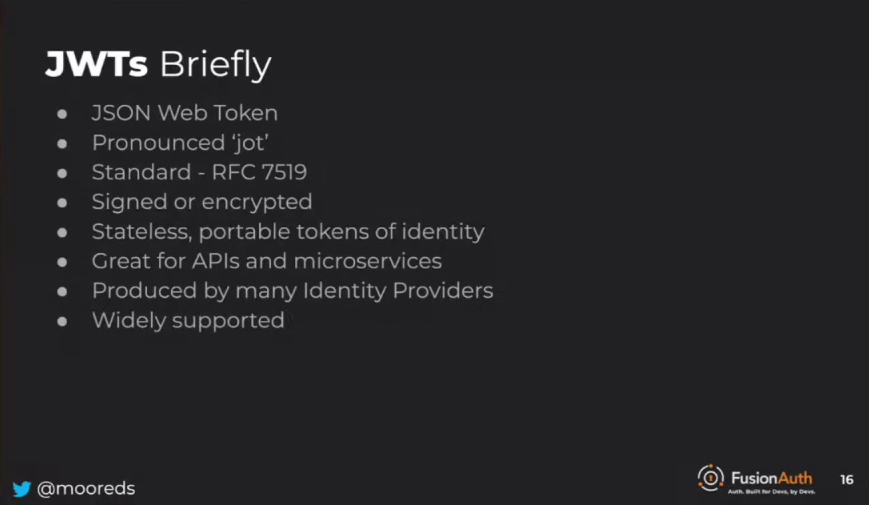 JWTs Briefly
● JSON Web Token
● Pronounced ‘jot’
● Standard - RFC 7519
● Signed or encrypted
● Stateless, portable tokens of identity
● Great for APIs and microservices
● Produced by many Identity Providers
● Widely supported
@mooreds
FusionAuth
Auth. Built for Devs, by Devs.
16